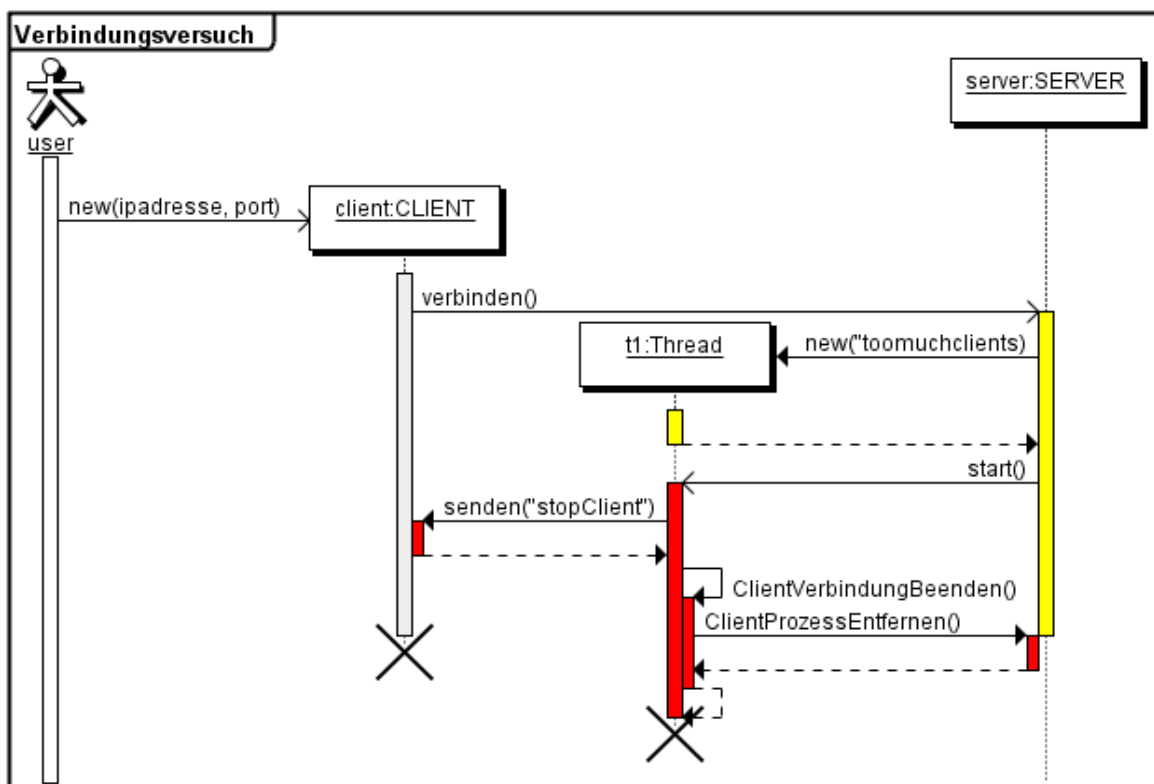 Verbindungsversuch
user
server:SERVER
new(ipadresse, port)
client:CLIENT
verbinden()
t1:Thread
new("toomuchclients)
start()
senden("stopClient")
ClientVerbindungBeenden()
ClientProzessEntfernen()